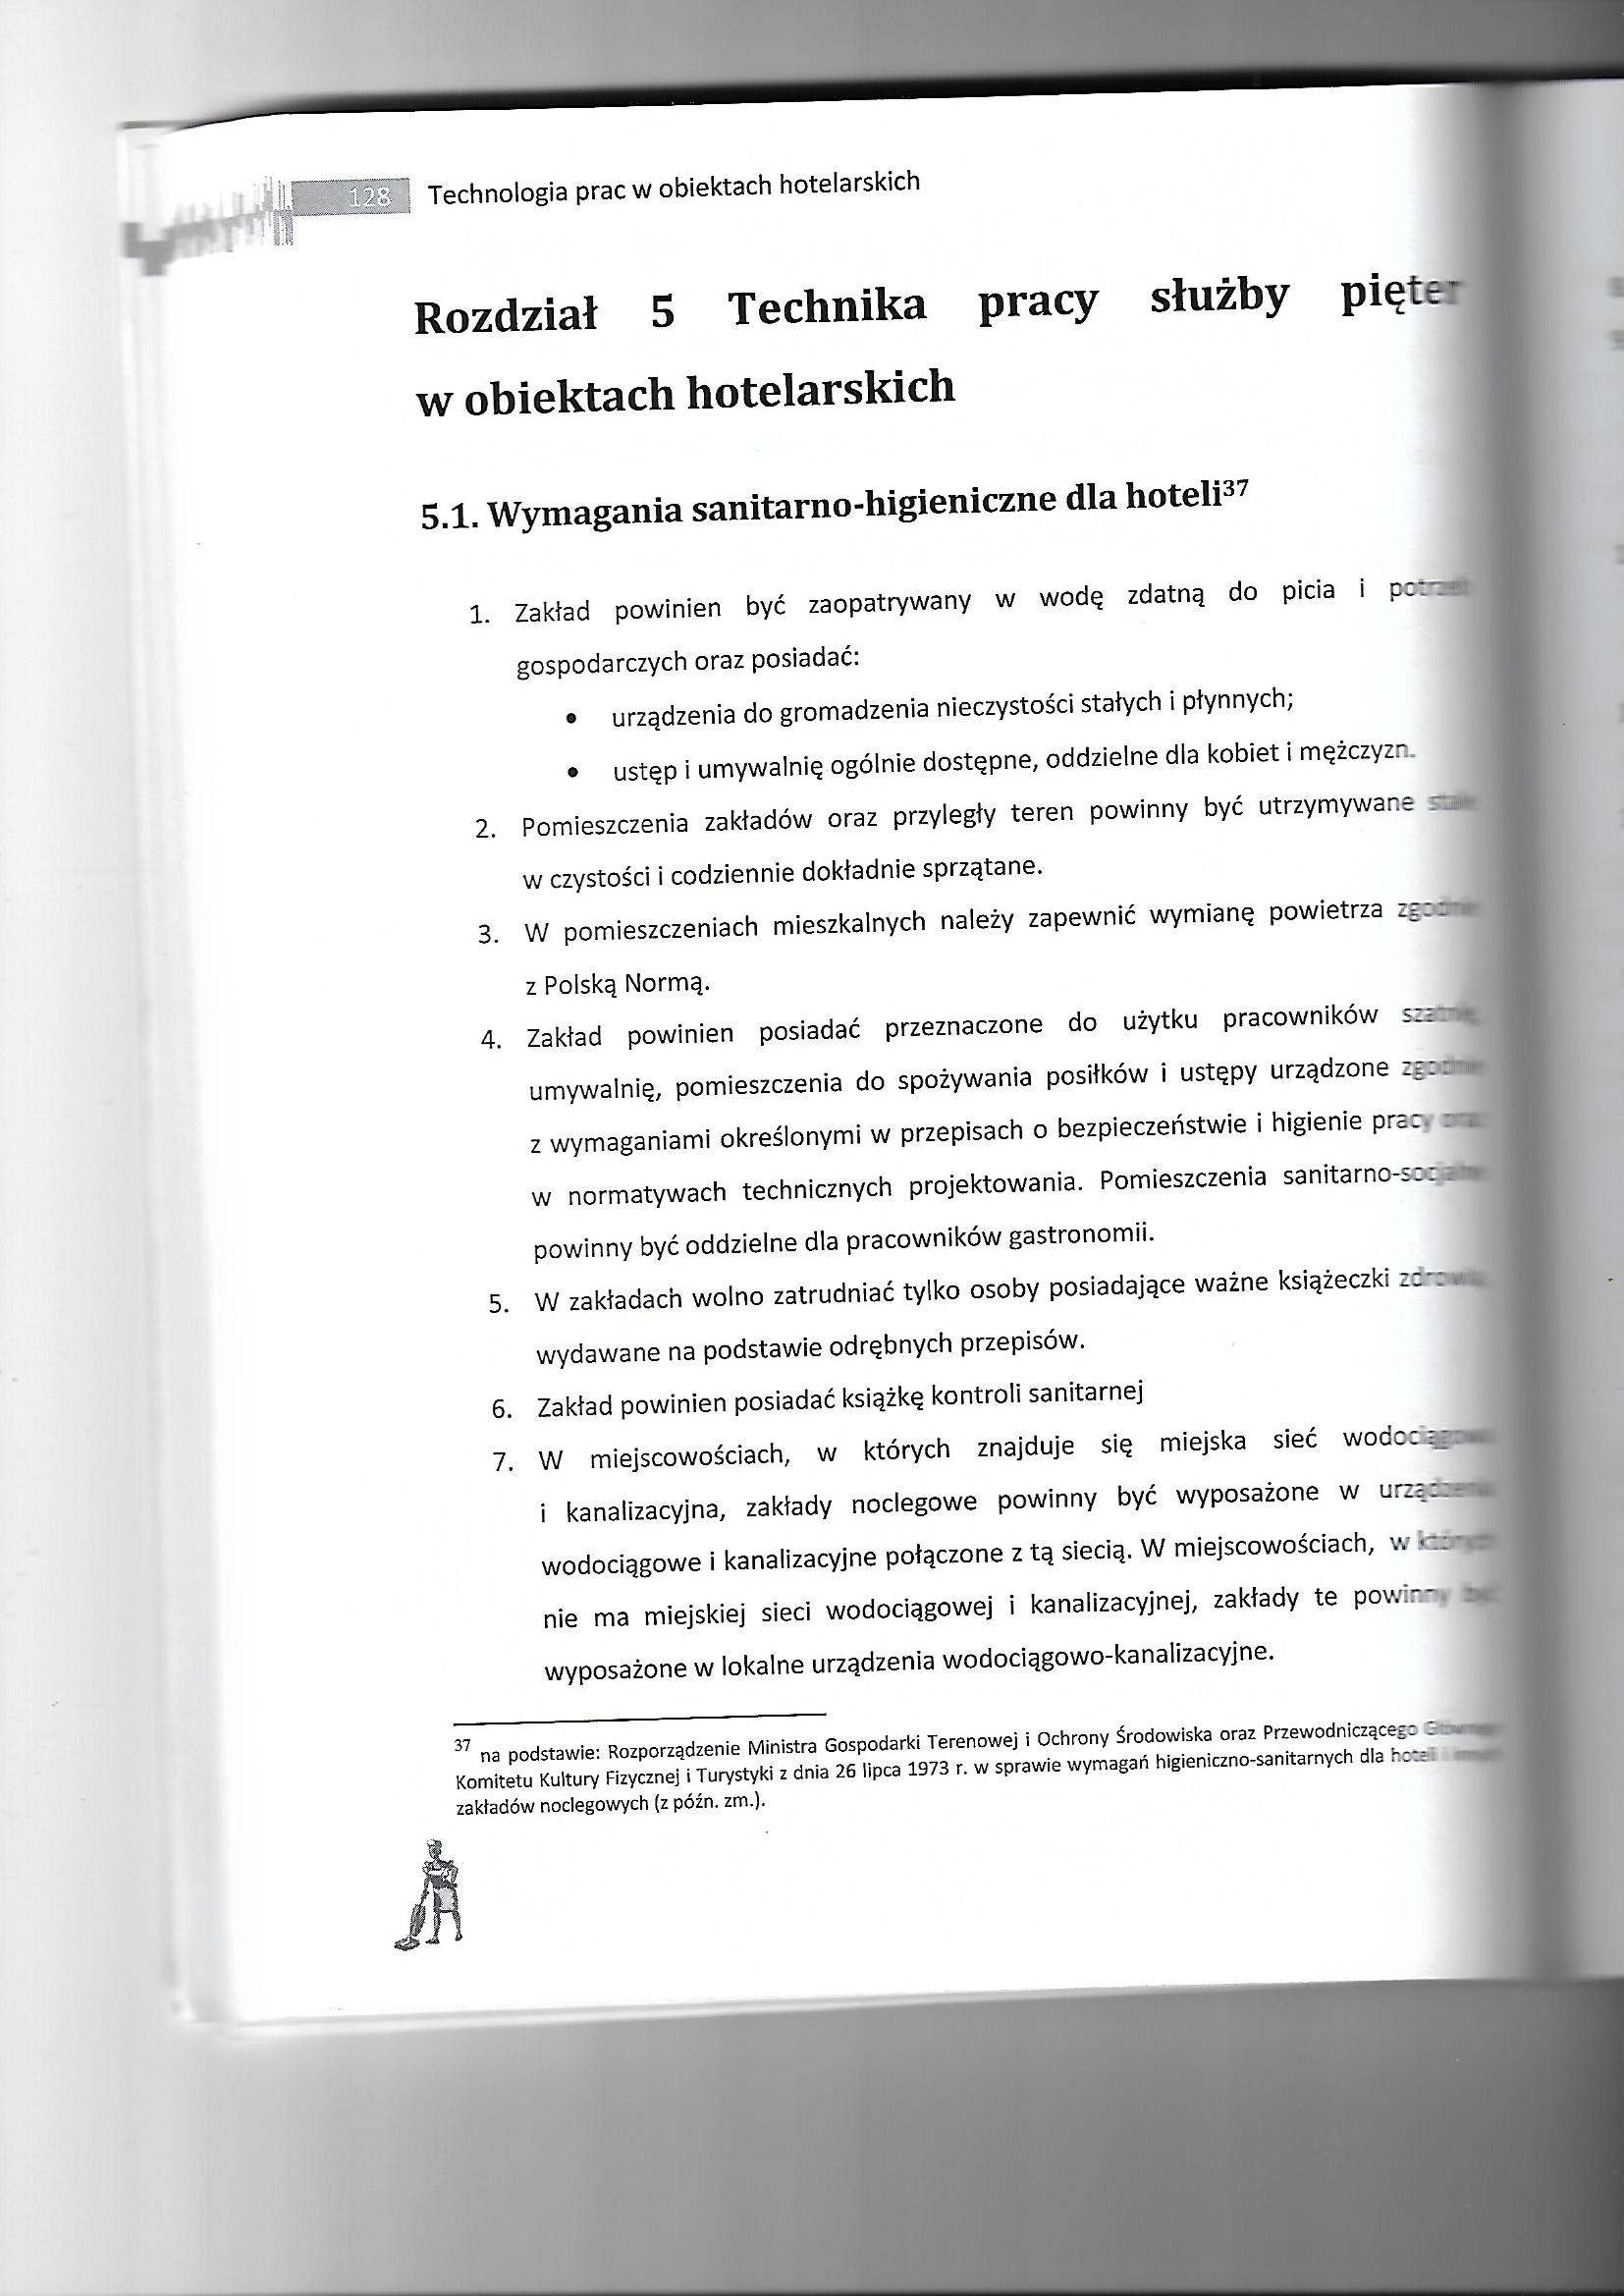 128 Technologia prac w obiektach hotelarskich
Rozdział 5 Technika pracy służby pięter
w obiektach hotelarskich
5.1. Wymagania sanitarno-higieniczne dla hoteli³⁷
1. Zakład powinien być zaopatrywany w wodę zdatną do picia i
gospodarczych oraz posiadać:
• urządzenia do gromadzenia nieczystości stałych i płynnych;
• ustęp i umywalnię ogólnie dostępne, oddzielne dla kobiet i mężczyzn.
2. Pomieszczenia zakładów oraz przyległy teren powinny być utrzymywane
w czystości i codziennie dokładnie sprzątane.
3. W pomieszczeniach mieszkalnych należy zapewnić wymianę powietrza
z Polską Normą.
4. Zakład powinien posiadać przeznaczone do użytku pracowników
umywalnię, pomieszczenia do spożywania posiłków i ustępy urządzone
z wymaganiami określonymi w przepisach o bezpieczeństwie i higienie pracy
w normatywach technicznych projektowania. Pomieszczenia sanitarno-socjalne
powinny być oddzielne dla pracowników gastronomii.
5. W zakładach wolno zatrudniać tylko osoby posiadające ważne książeczki
wydawane na podstawie odrębnych przepisów.
6. Zakład powinien posiadać książkę kontroli sanitarnej
7. W miejscowościach, w których znajduje się miejska sieć
i kanalizacyjna, zakłady noclegowe powinny być wyposażone w
wodociągowe i kanalizacyjne połączone z tą siecią. W miejscowościach, w
nie ma miejskiej sieci wodociągowej i kanalizacyjnej, zakłady te powinny
wyposażone w lokalne urządzenia wodociągowo-kanalizacyjne.
³⁷ na podstawie: Rozporządzenie Ministra Gospodarki Terenowej i Ochrony Środowiska oraz Przewodniczącego
Komitetu Kultury Fizycznej i Turystyki z dnia 26 lipca 1973 r. w sprawie wymagań higieniczno-sanitarnych dla hoteli
zakładów noclegowych (z późn. zm.).